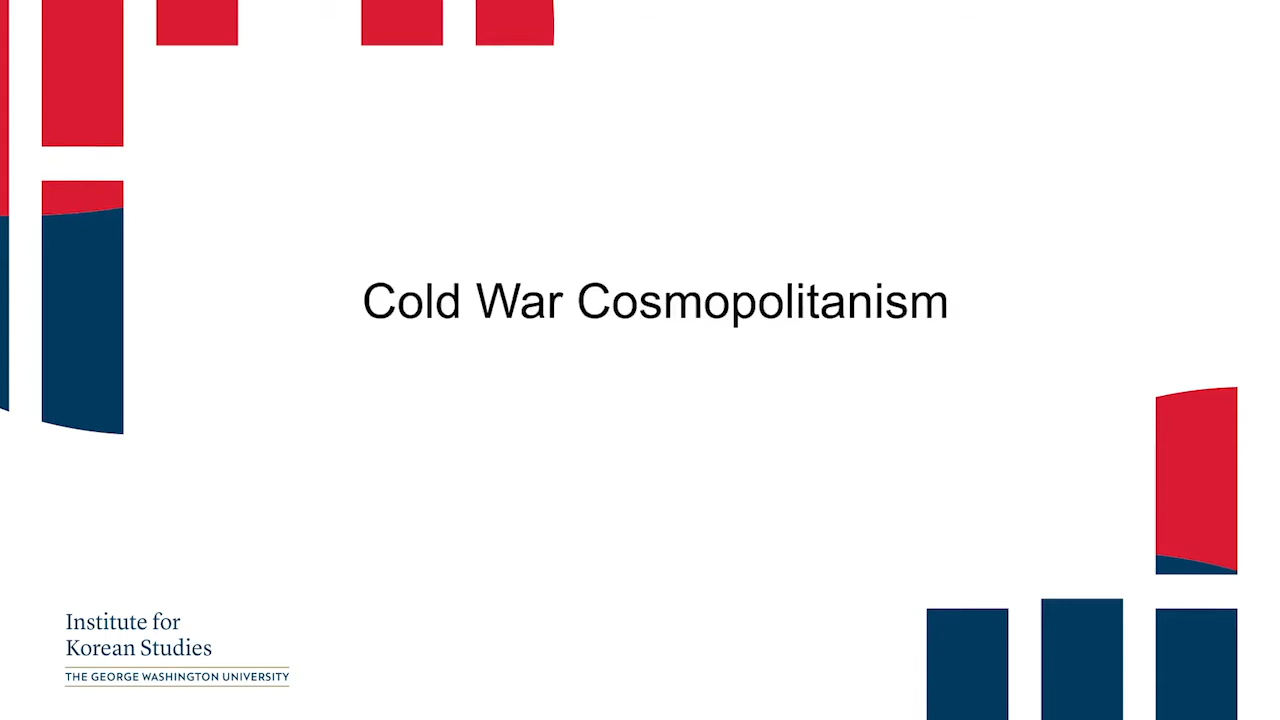 Cold War Cosmopolitanism
Institute for
Korean Studies
THE GEORGE WASHINGTON UNIVERSITY